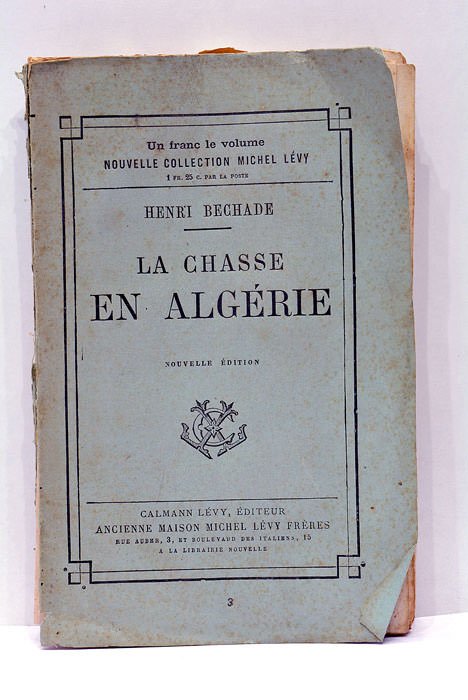 Un franc le volume
NOUVELLE COLLECTION MICHEL LÉVY
1 FR. 25 C. PAR LA POSTE
HENRI BECHADE
LA CHASSE
EN ALGÉRIE
NOUVELLE ÉDITION
CALMANN LÉVY, ÉDITEUR
ANCIENNE MAISON MICHEL LÉVY FRÈRES
RUE AUBER, 3, ET BOULEVARD DES ITALIENS, 15
A LA LIBRAIRIE NOUVELLE
3